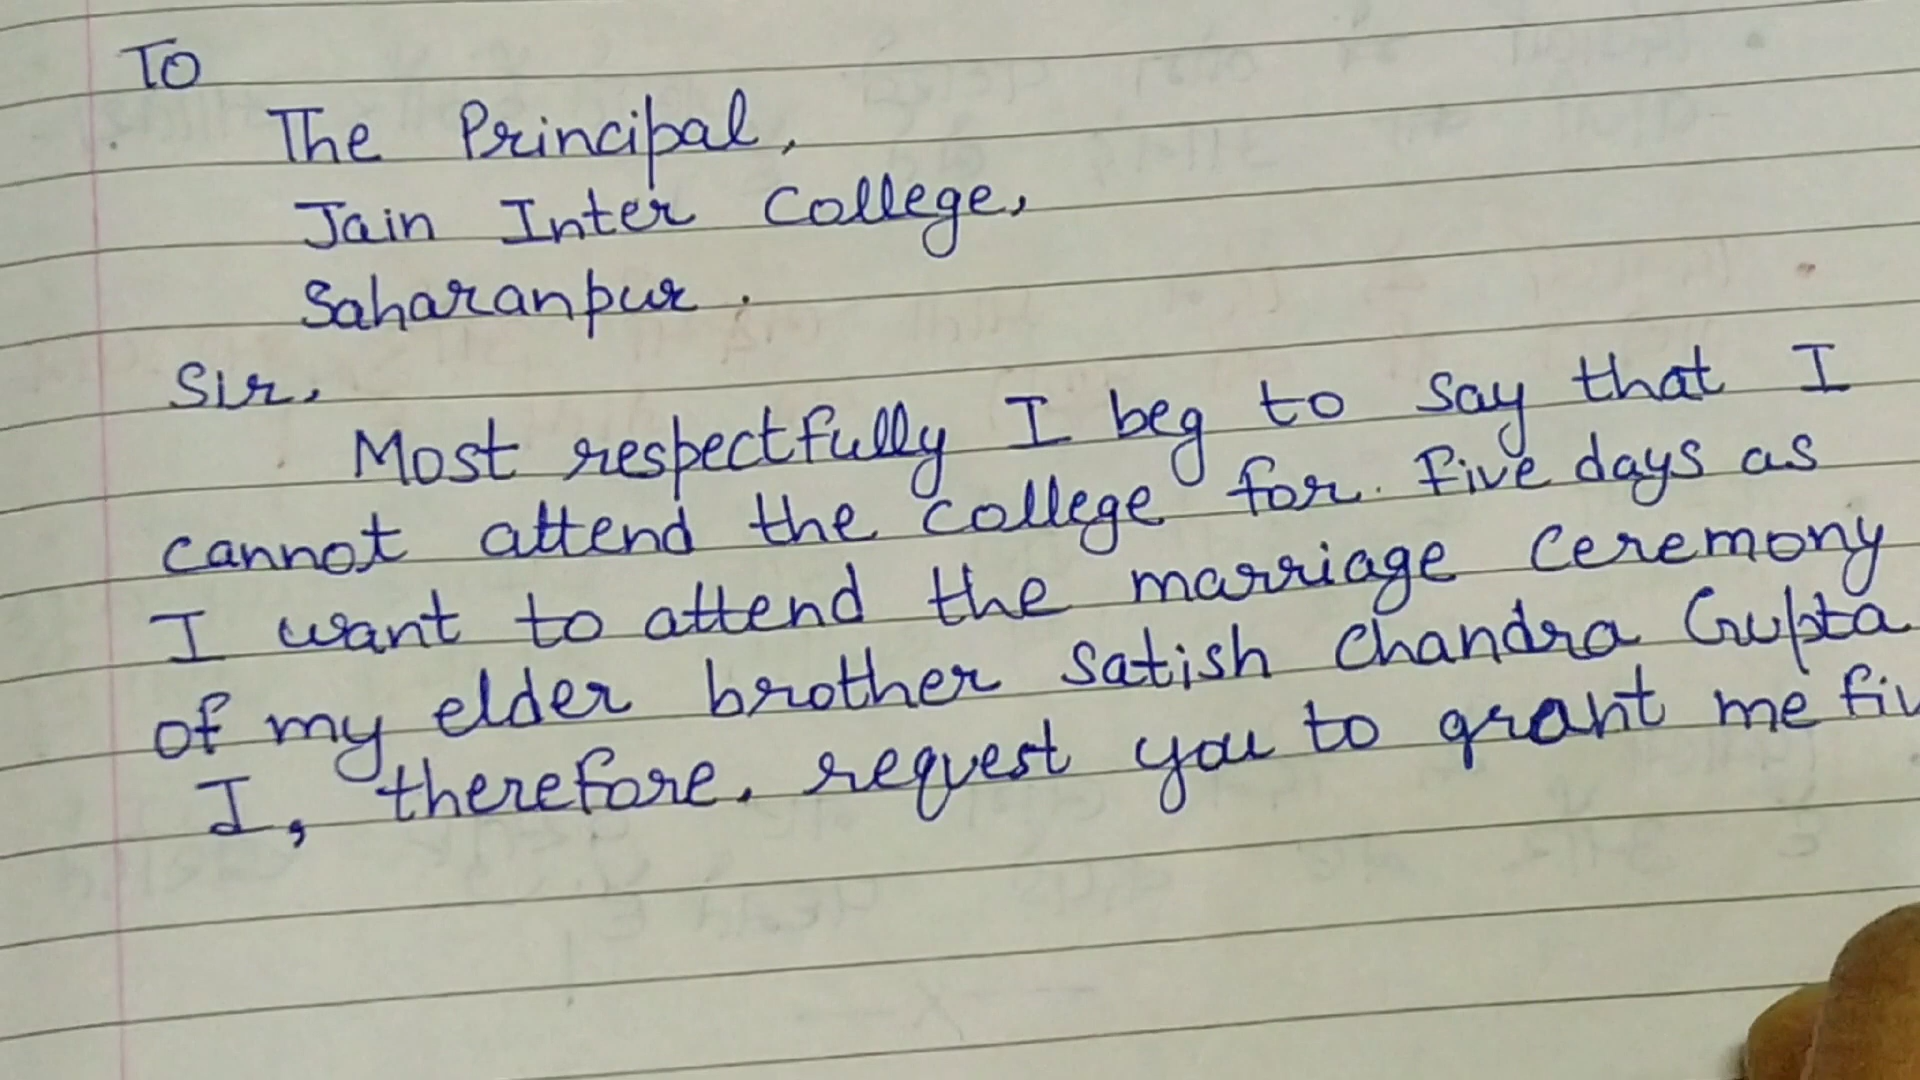 To
The Principal,
Jain Inter College,
Saharanpur.
Sir,
Most respectfully I beg to say that I
cannot attend the college for. five days as
I want to attend the marriage ceremony
of my elder brother Satish Chandra Gupta
I, therefore, request you to grant me fiv